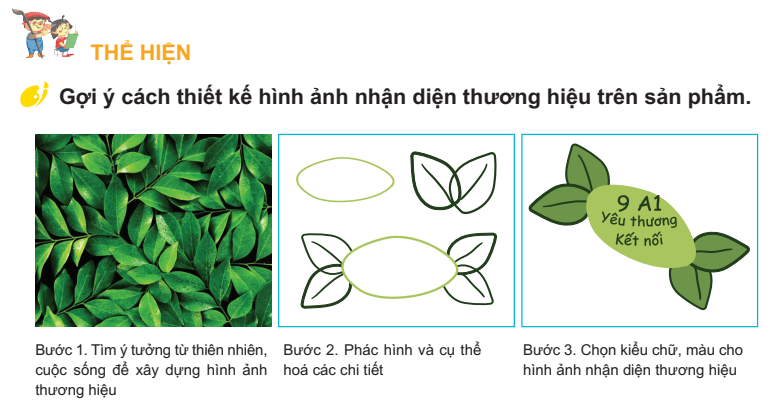 THỂ HIỆN
Gợi ý cách thiết kế hình ảnh nhận diện thương hiệu trên sản phẩm.
9 A1
Yêu thương
Kết nối
Bước 1. Tìm ý tưởng từ thiên nhiên,
cuộc sống để xây dựng hình ảnh
thương hiệu
Bước 2. Phác hình và cụ thể
hoá các chi tiết
Bước 3. Chọn kiểu chữ, màu cho
hình ảnh nhận diện thương hiệu